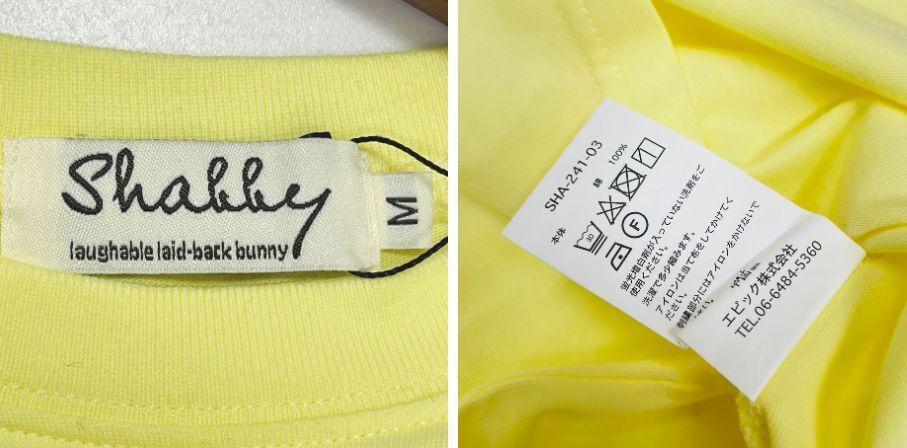 Shabby
laughable laid-back bunny
M
SHA-241-03
本体
綿 100%
F
蛍光増白剤が入っていない洗剤をご
使用ください。
洗濯で多少縮みます。
アイロンは当て布をしてかけてく
ださい。
刺繍部分にはアイロンをかけないで
エピック株式会社
TEL.06-6484-5360